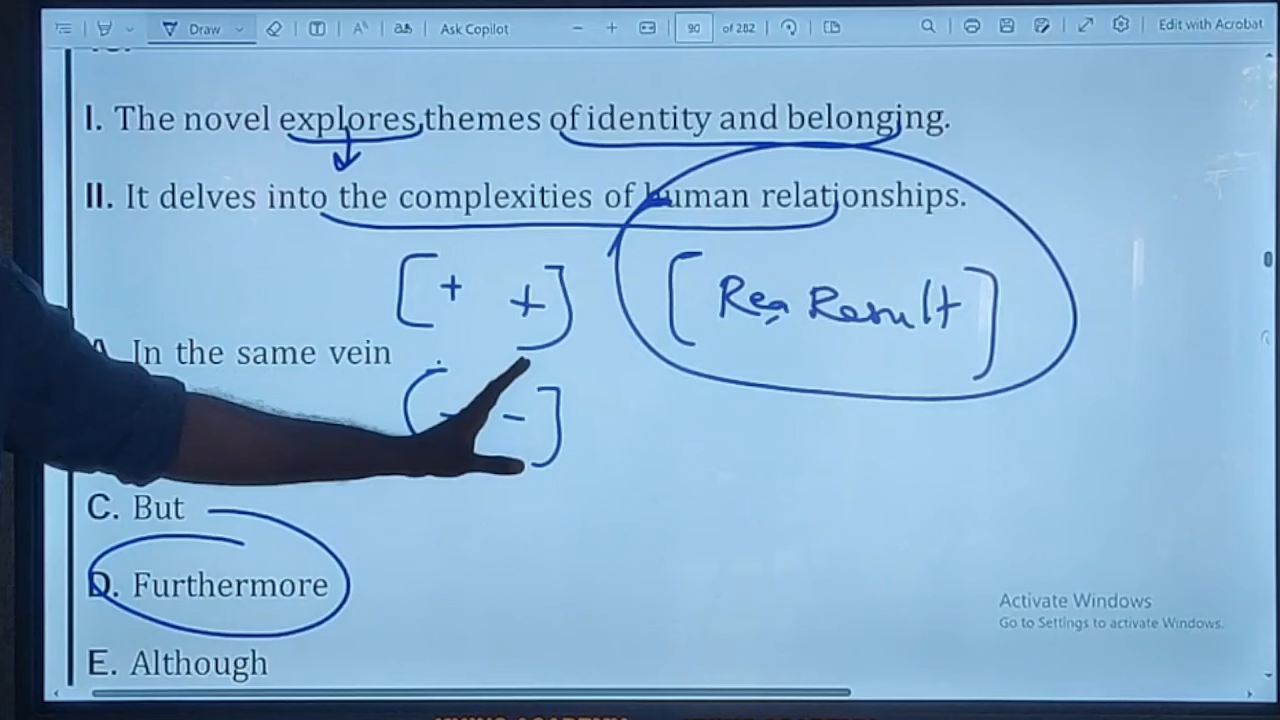 Draw
Ask Copilot
90 of 282
Edit with Acrobat
I. The novel explores themes of identity and belonging.
II. It delves into the complexities of human relationships.
[+ +]
[Rea Result]
In the same vein
- -]
C. But
D. Furthermore
E. Although
Activate Windows
Go to Settings to activate Windows.